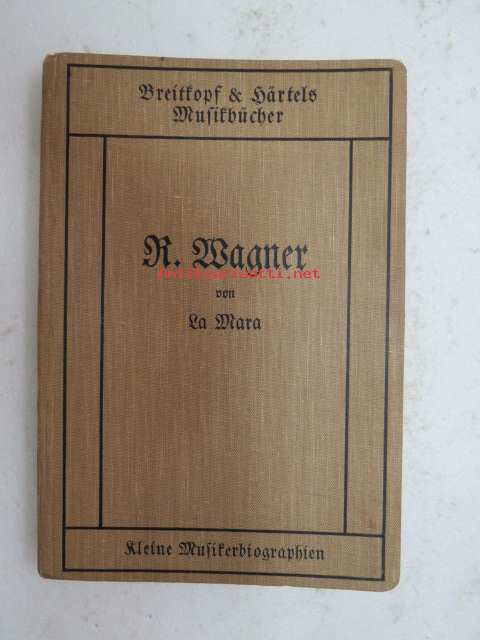 Breitkopf & Härtels
Musikbücher
R. Wagner
antikvariaatti.net
von
La Mara
Kleine Musikerbiographien